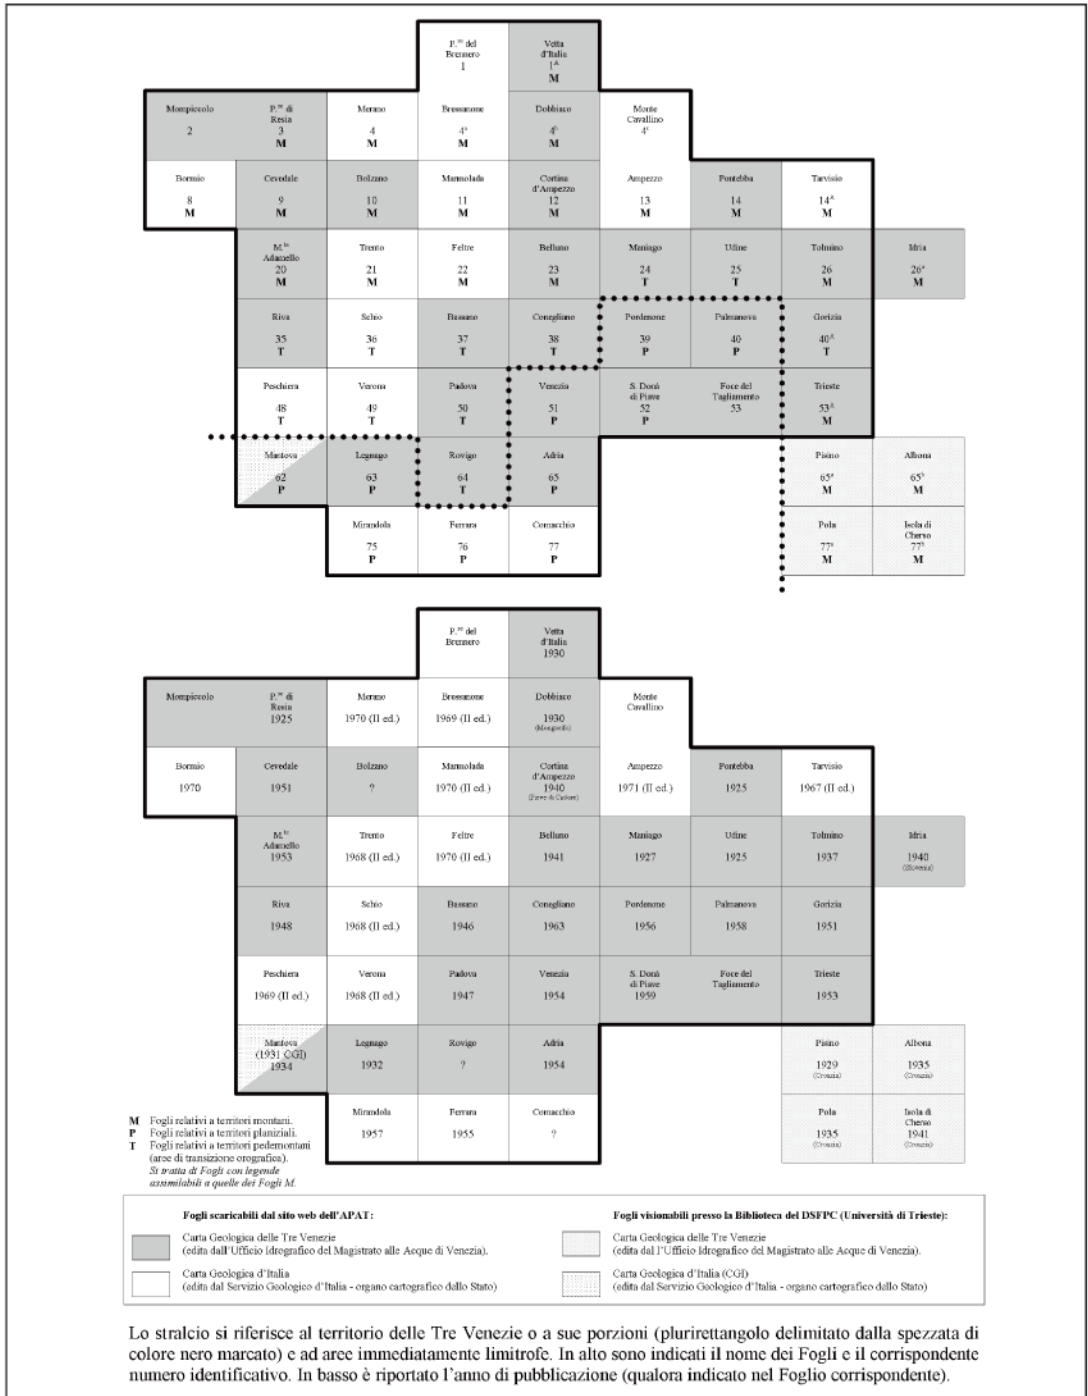 P.so del Brennero 1
Vetta d'Italia 1A M
Mompiccolo 2
P.so di Resia 3 M
Merano 4 M
Bressanone 4a M
Dobbiaco 4b M
Monte Cavallino 4c
Bormio 8 M
Cevedale 9 M
Bolzano 10 M
Marmolada 11 M
Cortina d'Ampezzo 12 M
Ampezzo 13 M
Pontebba 14 M
Tarvisio 14A M
M.te Adamello 20 M
Trento 21 M
Feltre 22 M
Belluno 23 M
Maniago 24 T
Udine 25 T
Tolmino 26 M
Idria 26a M
Riva 35 T
Schio 36 T
Bassano 37 T
Conegliano 38 T
Pordenone 39 P
Palmanova 40 P
Gorizia 40A T
Peschiera 48 T
Verona 49 T
Padova 50 T
Venezia 51 P
S. Donà di Piave 52 P
Foce del Tagliamento 53
Trieste 53A M
Mantova 62 P
Legnago 63 P
Rovigo 64 T
Adria 65 P
Pisino 65a M
Albona 65b M
Mirandola 75 P
Ferrara 76 P
Comacchio 77 P
Pola 77a M
Isola di Cherso 77b M
P.so del Brennero
Vetta d'Italia 1930
Mompiccolo
P.so di Resia 1925
Merano 1970 (II ed.)
Bressanone 1969 (II ed.)
Dobbiaco 1930 (Monguelfo)
Monte Cavallino
Bormio 1970
Cevedale 1951
Bolzano ?
Marmolada 1970 (II ed.)
Cortina d'Ampezzo 1940 (Pieve di Cadore)
Ampezzo 1971 (II ed.)
Pontebba 1925
Tarvisio 1967 (II ed.)
M.te Adamello 1953
Trento 1968 (II ed.)
Feltre 1970 (II ed.)
Belluno 1941
Maniago 1927
Udine 1925
Tolmino 1937
Idria 1940 (Slovenia)
Riva 1948
Schio 1968 (II ed.)
Bassano 1946
Conegliano 1963
Pordenone 1956
Palmanova 1958
Gorizia 1951
Peschiera 1969 (II ed.)
Verona 1968 (II ed.)
Padova 1947
Venezia 1954
S. Donà di Piave 1959
Foce del Tagliamento
Trieste 1953
Mantova (1931 CGI) 1934
Legnago 1932
Rovigo ?
Adria 1954
Pisino 1929 (Croazia)
Albona 1935 (Croazia)
Mirandola 1957
Ferrara 1955
Comacchio ?
Pola 1935 (Croazia)
Isola di Cherso 1941 (Croazia)
M Fogli relativi a territori montani.
P Fogli relativi a territori planiziali.
T Fogli relativi a territori pedemontani
(aree di transizione orografica).
Si tratta di Fogli con legende
assimilabili a quelle dei Fogli M.
Fogli scaricabili dal sito web dell'APAT:
Carta Geologica delle Tre Venezie
(edita dall'Ufficio Idrografico del Magistrato alle Acque di Venezia).
Carta Geologica d'Italia
(edita dal Servizio Geologico d'Italia - organo cartografico dello Stato)
Fogli visionabili presso la Biblioteca del DSFPC (Università di Trieste):
Carta Geologica delle Tre Venezie
(edita dal l'Ufficio Idrografico del Magistrato alle Acque di Venezia).
Carta Geologica d'Italia (CGI)
(edita dal Servizio Geologico d'Italia - organo cartografico dello Stato)
Lo stralcio si riferisce al territorio delle Tre Venezie o a sue porzioni (plurirettangolo delimitato dalla spezzata di
colore nero marcato) e ad aree immediatamente limitrofe. In alto sono indicati il nome dei Fogli e il corrispondente
numero identificativo. In basso è riportato l'anno di pubblicazione (qualora indicato nel Foglio corrispondente).